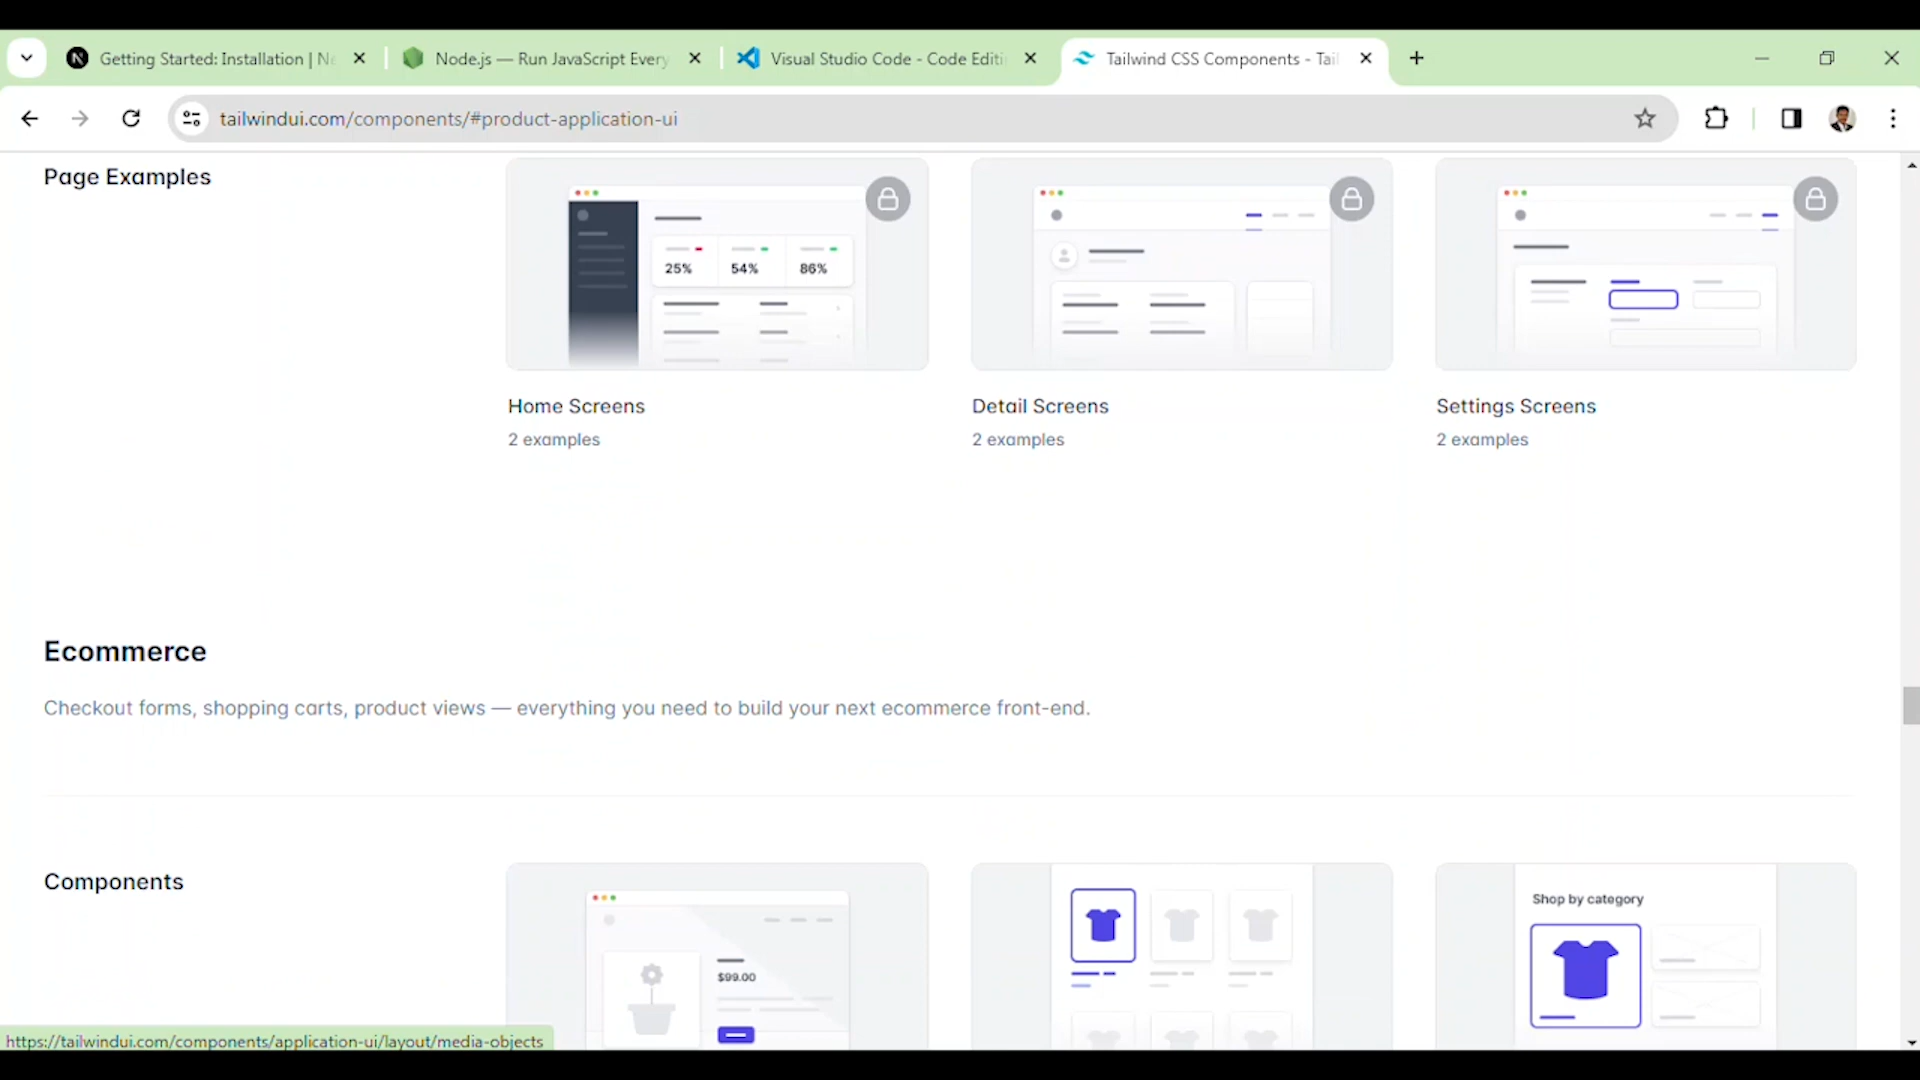 Getting Started: Installation | Ne
Node.js — Run JavaScript Every
Visual Studio Code - Code Editi
Tailwind CSS Components - Tail
tailwindui.com/components/#product-application-ui
Page Examples
25%
54%
86%
Home Screens
2 examples
Detail Screens
2 examples
Settings Screens
2 examples
Ecommerce
Checkout forms, shopping carts, product views — everything you need to build your next ecommerce front-end.
Components
$99.00
Shop by category
https://tailwindui.com/components/application-ui/layout/media-objects